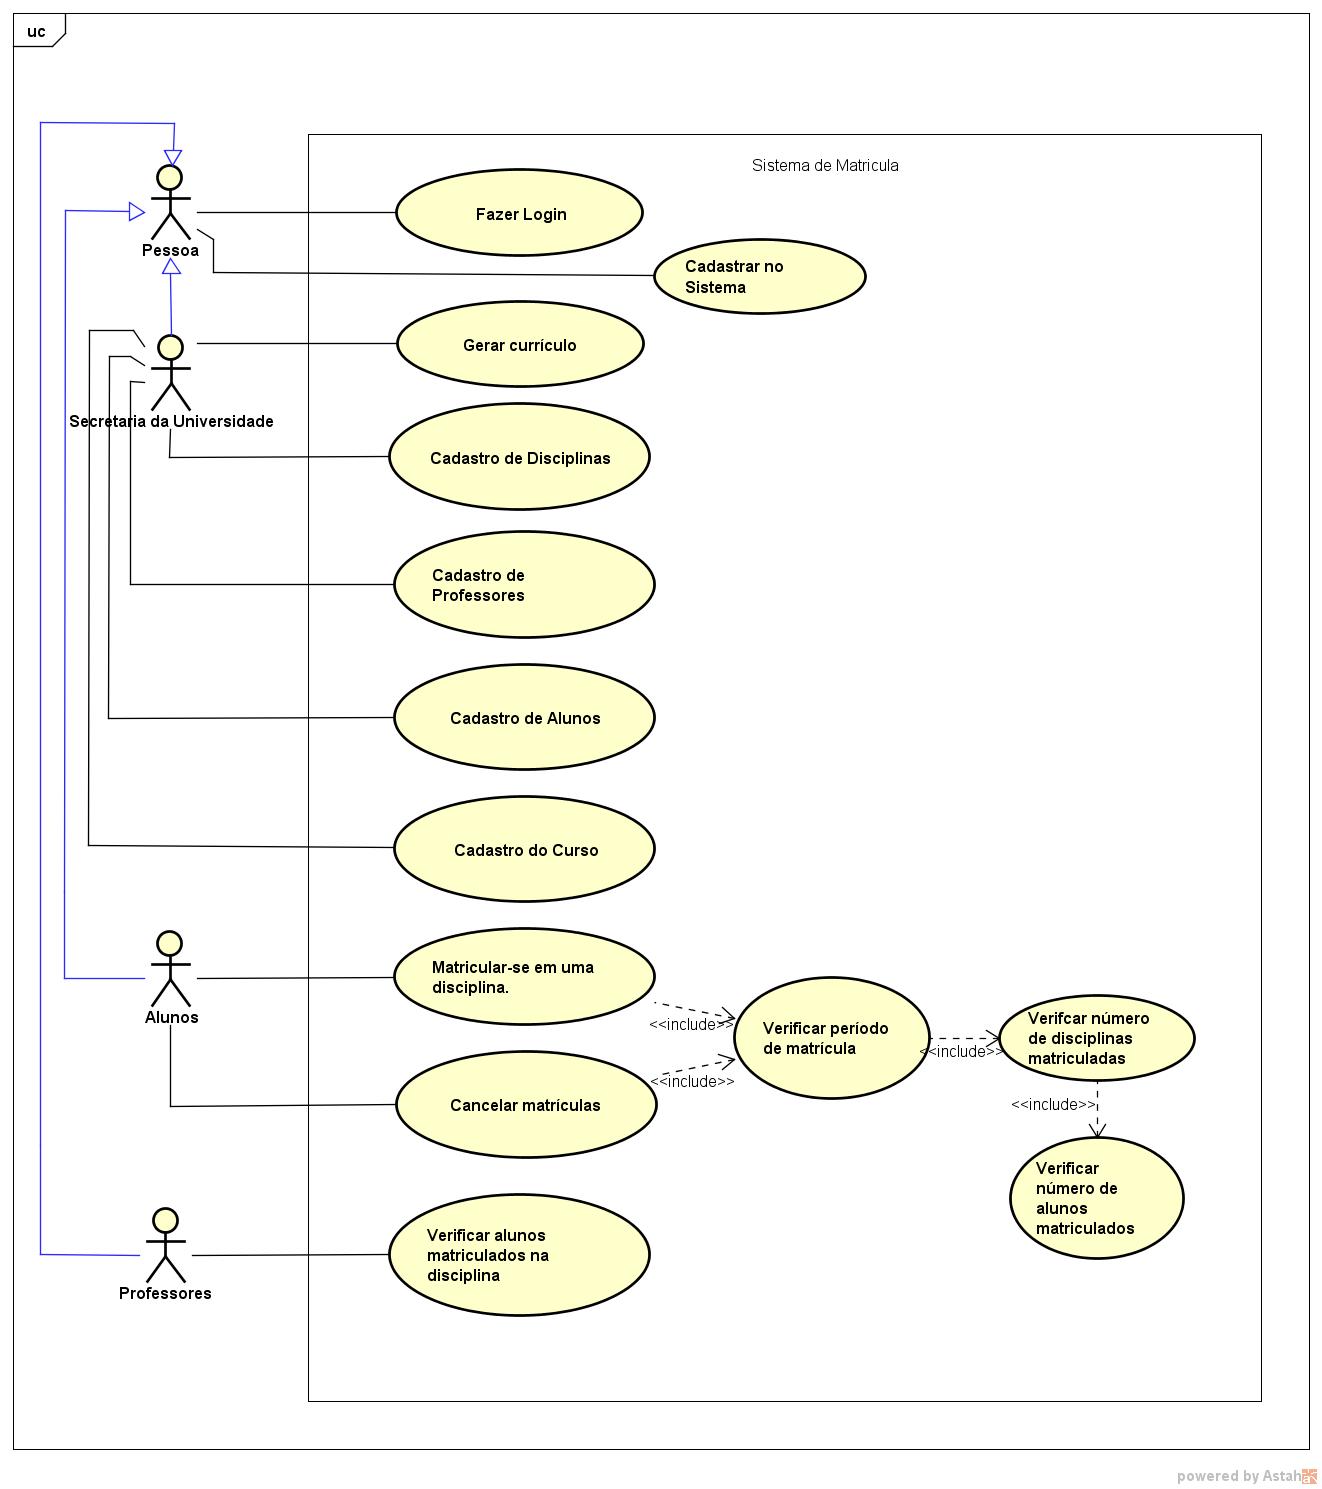 uc
Sistema de Matricula
Fazer Login
Pessoa
Cadastrar no
Sistema
Gerar currículo
Secretaria da Universidade
Cadastro de Disciplinas
Cadastro de
Professores
Cadastro de Alunos
Cadastro do Curso
Matricular-se em uma
disciplina.
Alunos
<<include>>
Verificar período
de matrícula
<<include>>
Verifcar número
de disciplinas
matriculadas
<<include>>
Cancelar matrículas
<<include>>
Verificar
número de
alunos
matriculados
Verificar alunos
matriculados na
disciplina
Professores
powered by Astah